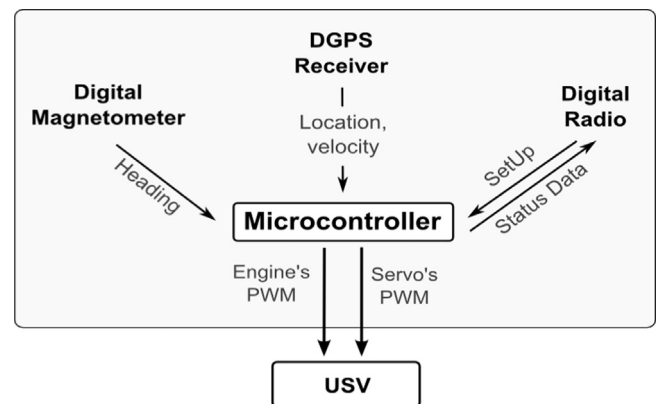 DGPS
Receiver
Digital
Magnetometer
Digital
Radio
Location,
velocity
Heading
SetUp
Status Data
Microcontroller
Engine's
PWM
Servo's
PWM
USV